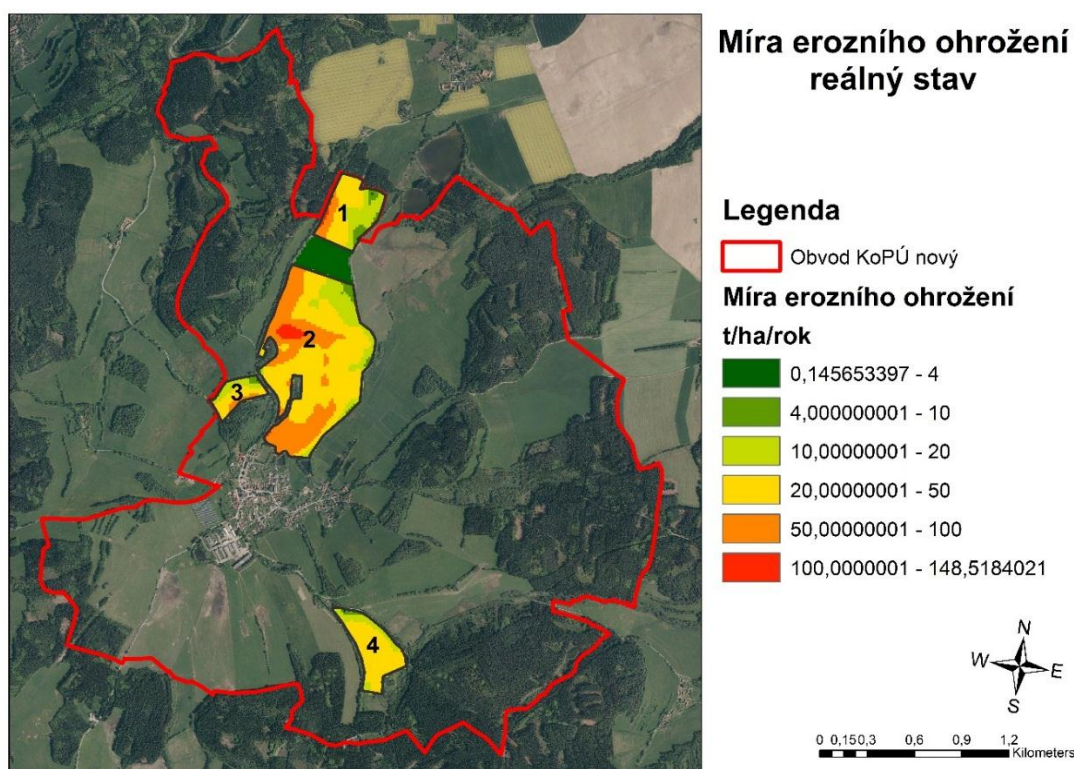 Míra erozního ohrožení
reálný stav
Legenda
Obvod KoPÚ nový
Míra erozního ohrožení
t/ha/rok
0,145653397 - 4
4,000000001 - 10
10,00000001 - 20
20,00000001 - 50
50,00000001 - 100
100,0000001 - 148,5184021
1
2
3
4
N
W E
S
0 0,15 0,3 0,6 0,9 1,2
Kilometers